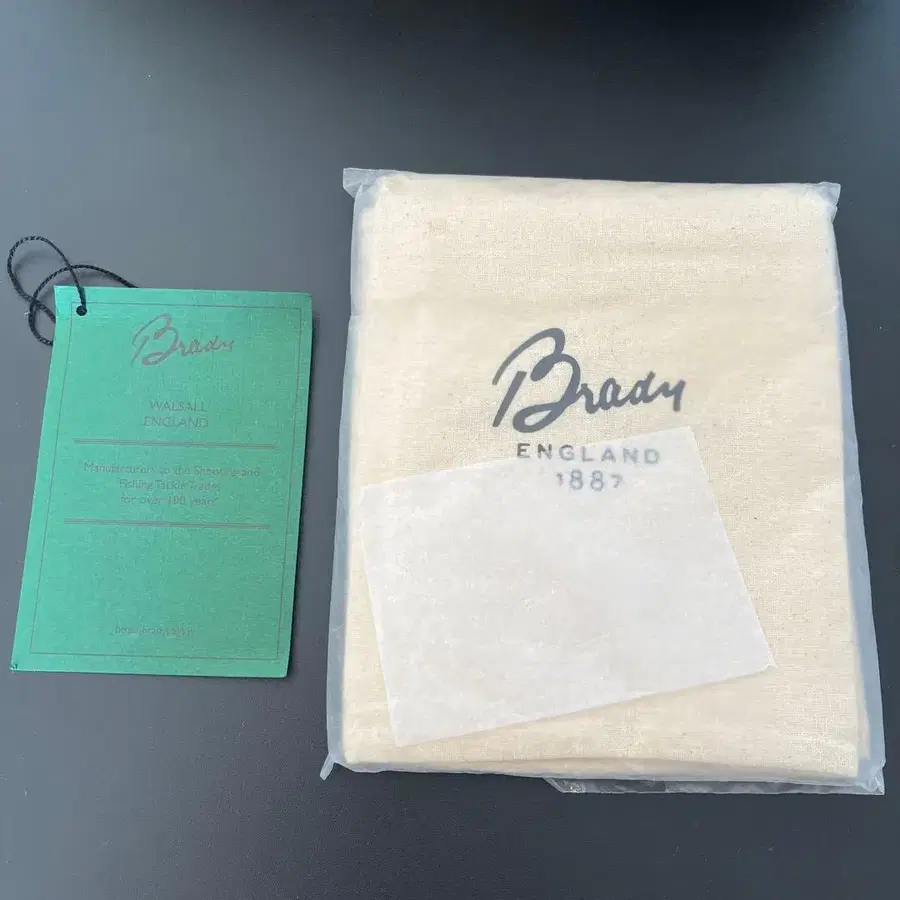 Brady
WALSALL
ENGLAND
Manufacturers to the Shooting and
Fishing Tackle Trades
for over 100 years
Brady
ENGLAND
1887